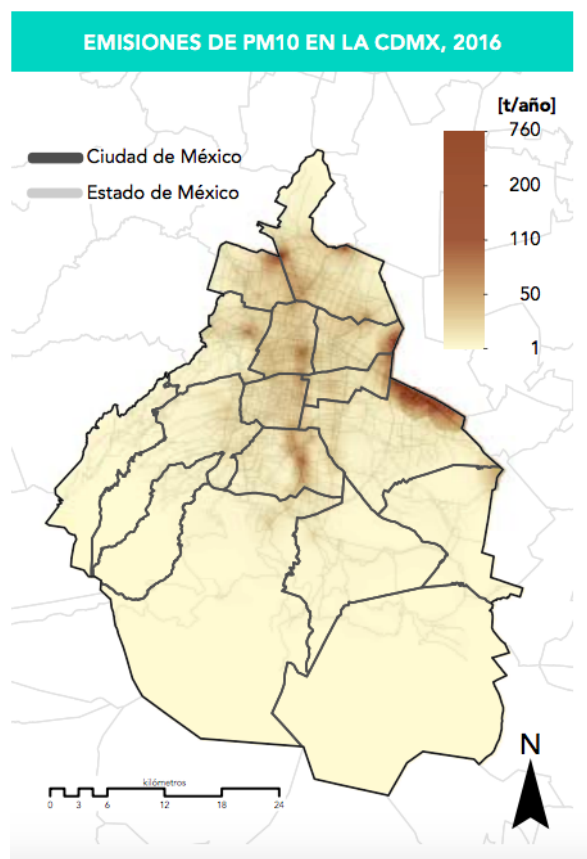 EMISIONES DE PM10 EN LA CDMX, 2016
[t/año]
760
200
110
50
1
Ciudad de México
Estado de México
N
kilómetros
0 3 6 12 18 24